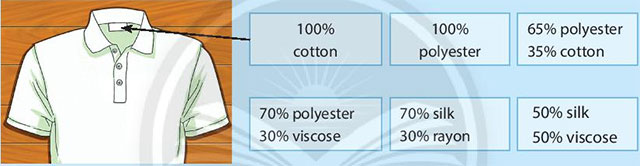 100%
cotton
100%
polyester
65% polyester
35% cotton
70% polyester
30% viscose
70% silk
30% rayon
50% silk
50% viscose